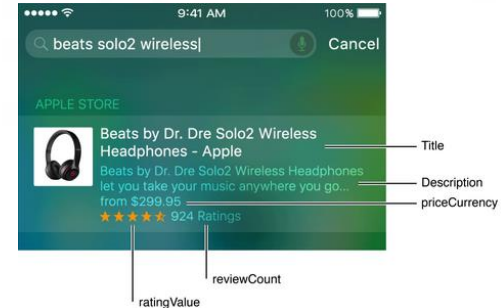 9:41 AM
100%
beats solo2 wireless
Cancel
APPLE STORE
Beats by Dr. Dre Solo2 Wireless
Headphones - Apple
Title
Beats by Dr. Dre Solo2 Wireless Headphones
let you take your music anywhere you go...
Description
from $299.95
priceCurrency
924 Ratings
reviewCount
ratingValue